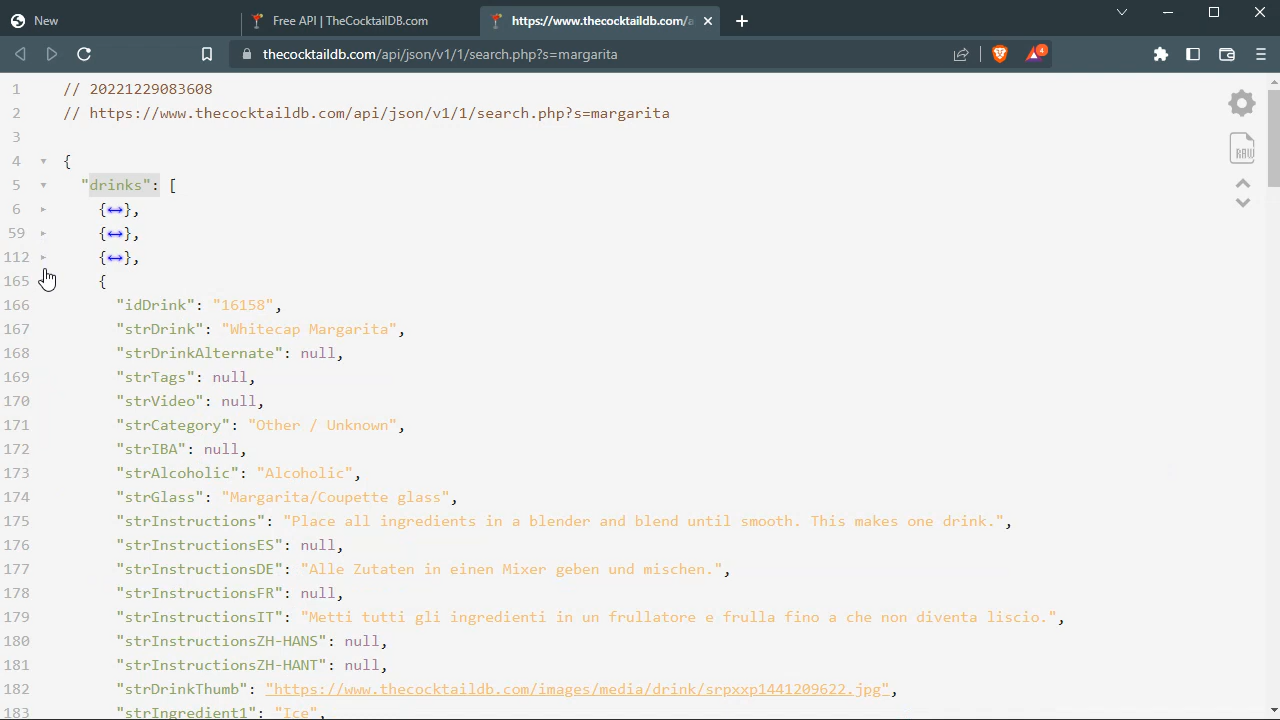 New
Free API | TheCocktailDB.com
https://www.thecocktaildb.com/a
thecocktaildb.com/api/json/v1/1/search.php?s=margarita
4
1 // 20221229083608
2 // https://www.thecocktaildb.com/api/json/v1/1/search.php?s=margarita
3
4 {
5 "drinks": [
6 {↔},
59 {↔},
112 {↔},
165 {
166 "idDrink": "16158",
167 "strDrink": "Whitecap Margarita",
168 "strDrinkAlternate": null,
169 "strTags": null,
170 "strVideo": null,
171 "strCategory": "Other / Unknown",
172 "strIBA": null,
173 "strAlcoholic": "Alcoholic",
174 "strGlass": "Margarita/Coupette glass",
175 "strInstructions": "Place all ingredients in a blender and blend until smooth. This makes one drink.",
176 "strInstructionsES": null,
177 "strInstructionsDE": "Alle Zutaten in einen Mixer geben und mischen.",
178 "strInstructionsFR": null,
179 "strInstructionsIT": "Metti tutti gli ingredienti in un frullatore e frulla fino a che non diventa liscio.",
180 "strInstructionsZH-HANS": null,
181 "strInstructionsZH-HANT": null,
182 "strDrinkThumb": "https://www.thecocktaildb.com/images/media/drink/srpxxp1441209622.jpg",
183 "strIngredient1": "Ice",
RAW